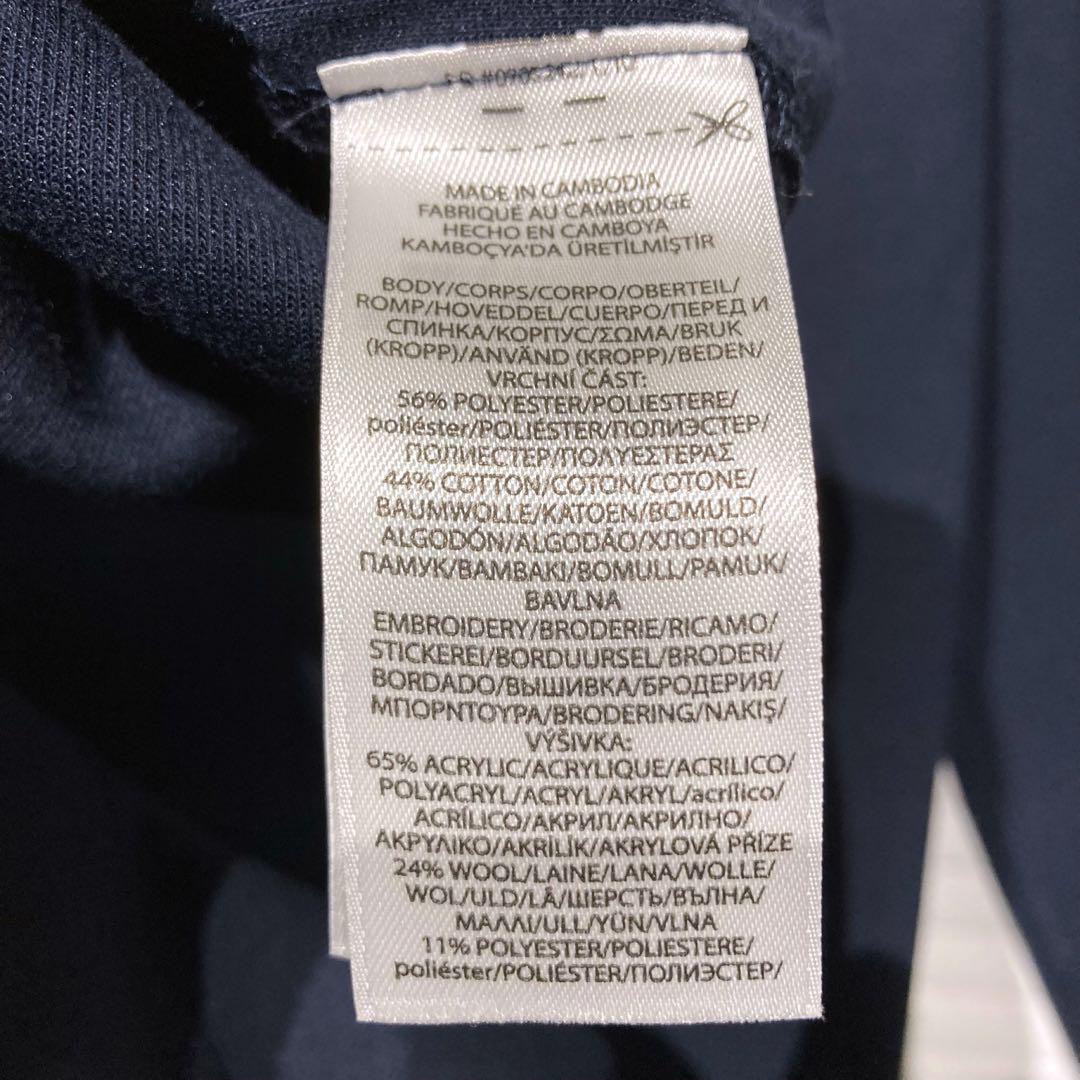 MADE IN CAMBODIA
FABRIQUÉ AU CAMBODGE
HECHO EN CAMBOYA
KAMBOÇYA'DA ÜRETİLMİŞTİR
BODY/CORPS/CORPO/OBERTEIL/
ROMP/HOVEDDEL/CUERPO/ПЕРЕД И
СПИНКА/КОРПУС/ΣΩΜΑ/BRUK
(KROPP)/ANVÄND (KROPP)/BEDEN/
VRCHNÍ ČÁST:
56% POLYESTER/POLIESTERE/
poliéster/POLIÉSTER/ПОЛИЭСТЕР/
ПОЛИЕСТЕР/ΠΟΛΥΕΣΤΕΡΑΣ
44% COTTON/COTON/COTONE/
BAUMWOLLE/KATOEN/BOMULD/
ALGODÓN/ALGODÃO/ХЛОПОК/
ПАМУК/ΒΑΜΒΑΚΙ/BOMULL/PAMUK/
BAVLNA
EMBROIDERY/BRODERIE/RICAMO/
STICKEREI/BORDUURSEL/BRODERI/
BORDADO/ВЫШИВКА/БРОДЕРИЯ/
ΜΠΟΡΝΤΟΥΡΑ/BRODERING/NAKIŞ/
VÝŠIVKA:
65% ACRYLIC/ACRYLIQUE/ACRILICO/
POLYACRYL/ACRYL/AKRYL/acrílico/
ACRÍLICO/АКРИЛ/АКРИЛНО/
ΑΚΡΥΛΙΚΟ/AKRİLİK/AKRYLOVÁ PŘÍZE
24% WOOL/LAINE/LANA/WOLLE/
WOL/ULD/LÃ/ШЕРСТЬ/ВЪЛНА/
ΜΑΛΛΙ/ULL/YÜN/VLNA
11% POLYESTER/POLIESTERE/
poliéster/POLIÉSTER/ПОЛИЭСТЕР/